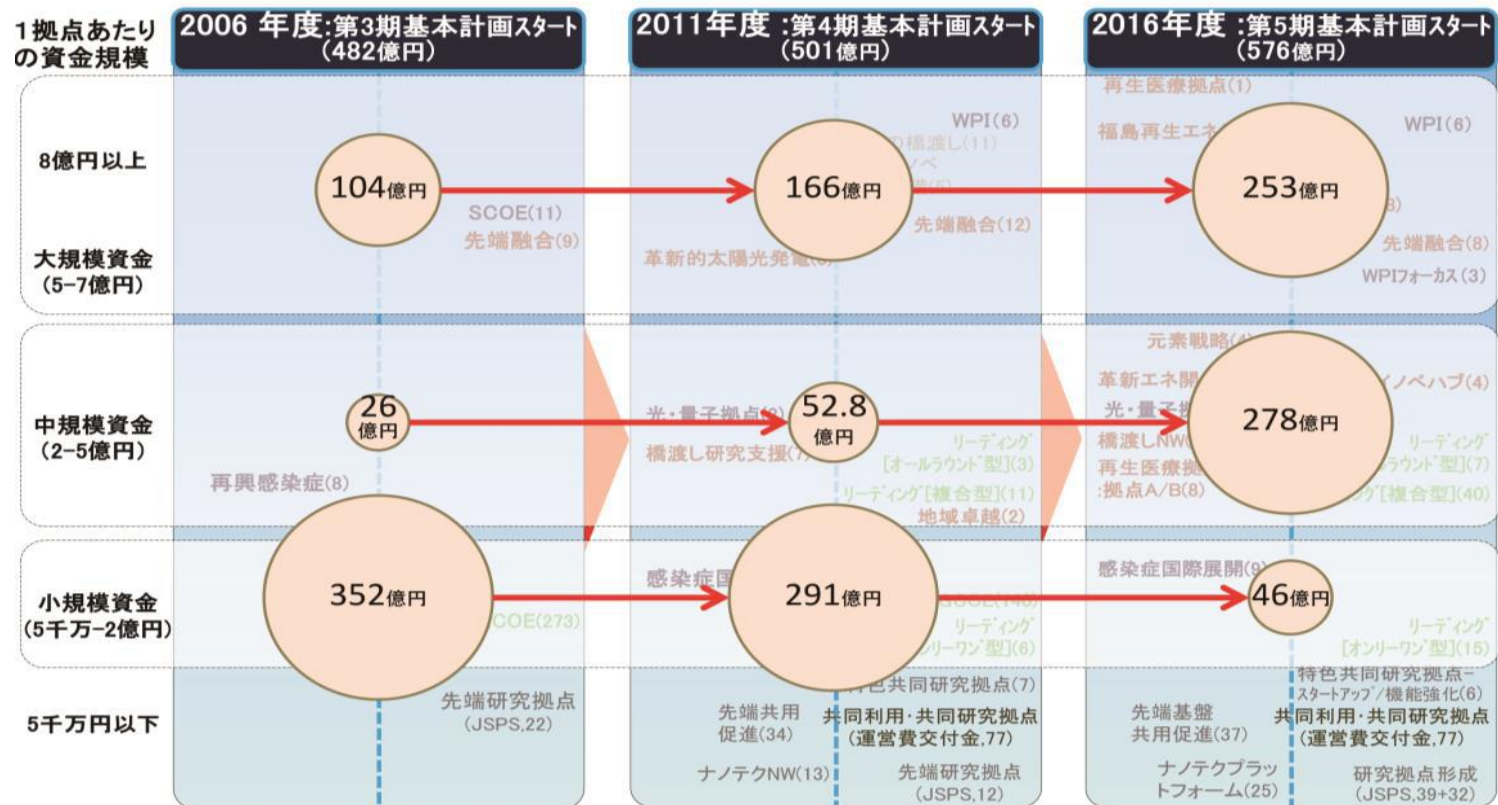 1拠点あたり
の資金規模
2006 年度:第3期基本計画スタート
(482億円)
2011年度 :第4期基本計画スタート
(501億円)
2016年度 :第5期基本計画スタート
(576億円)
8億円以上
大規模資金
(5-7億円)
104億円
SCOE(11)
先端融合(9)
WPI(6)
の橋渡し(11)
166億円
先端融合(12)
革新的太陽光発電
再生医療拠点(1)
福島再生エネ
WPI(6)
253億円
先端融合(8)
WPIフォーカス(3)
中規模資金
(2-5億円)
26
億円
再興感染症(8)
52.8
億円
光・量子拠点
橋渡し研究支援(7)
リーディング
[オールラウンド型](3)
リーディング[複合型](11)
地域卓越(2)
元素戦略
革新エネ開
イノベハブ(4)
光・量子拠
278億円
橋渡しNW
再生医療拠
:拠点A/B(8)
リーディング
ルラウンド型](7)
[複合型](40)
小規模資金
(5千万-2億円)
352億円
COE(273)
感染症国
291億円
リーディング
ンリーワン型](6)
感染症国際展開(9)
46億円
リーディング
[オンリーワン型](15)
5千万円以下
先端研究拠点
(JSPS,22)
特色共同研究拠点(7)
先端共用
促進(34)
共同利用・共同研究拠点
(運営費交付金,77)
ナノテクNW(13)
先端研究拠点
(JSPS,12)
特色共同研究拠点−
スタートアップ/機能強化(6)
先端基盤
共用促進(37)
共同利用・共同研究拠点
(運営費交付金,77)
ナノテクプラッ
トフォーム(25)
研究拠点形成
(JSPS,39+32)